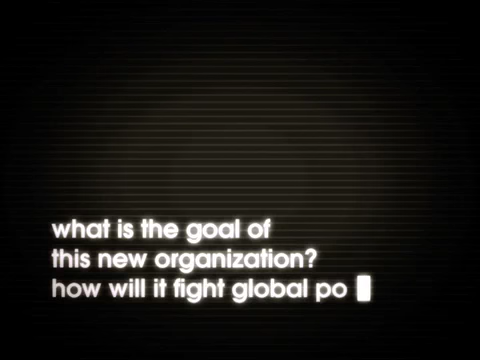 what is the goal of
this new organization?
how will it fight global po